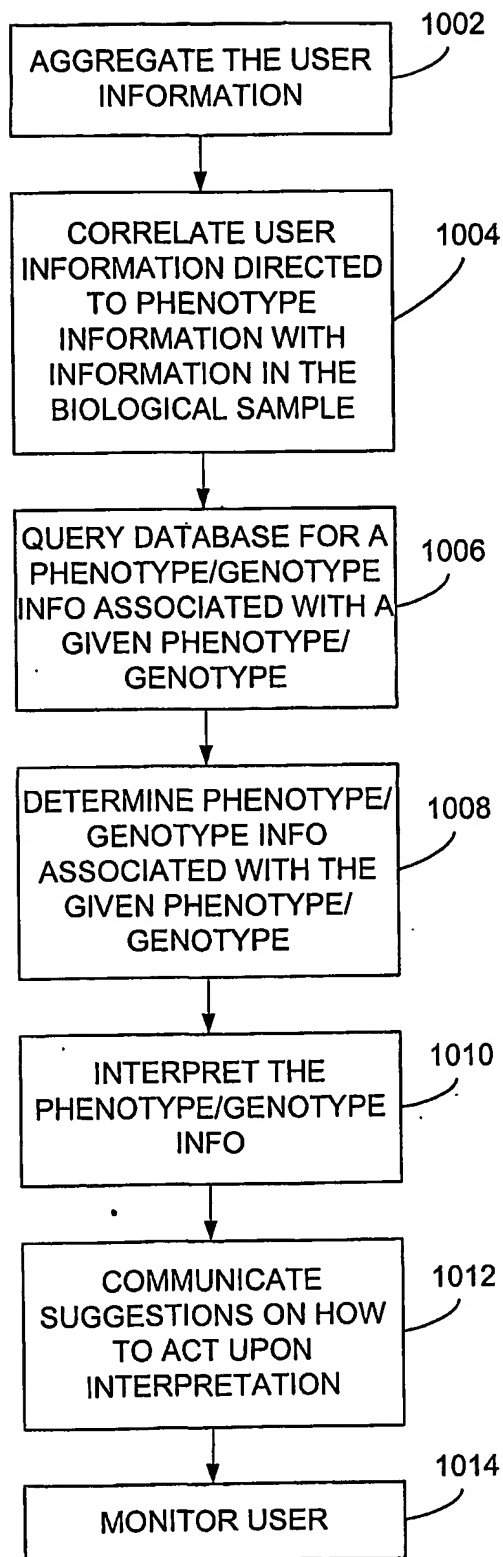 1002
AGGREGATE THE USER
INFORMATION
1004
CORRELATE USER
INFORMATION DIRECTED
TO PHENOTYPE
INFORMATION WITH
INFORMATION IN THE
BIOLOGICAL SAMPLE
1006
QUERY DATABASE FOR A
PHENOTYPE/GENOTYPE
INFO ASSOCIATED WITH A
GIVEN PHENOTYPE/
GENOTYPE
1008
DETERMINE PHENOTYPE/
GENOTYPE INFO
ASSOCIATED WITH THE
GIVEN PHENOTYPE/
GENOTYPE
1010
INTERPRET THE
PHENOTYPE/GENOTYPE
INFO
1012
COMMUNICATE
SUGGESTIONS ON HOW
TO ACT UPON
INTERPRETATION
1014
MONITOR USER